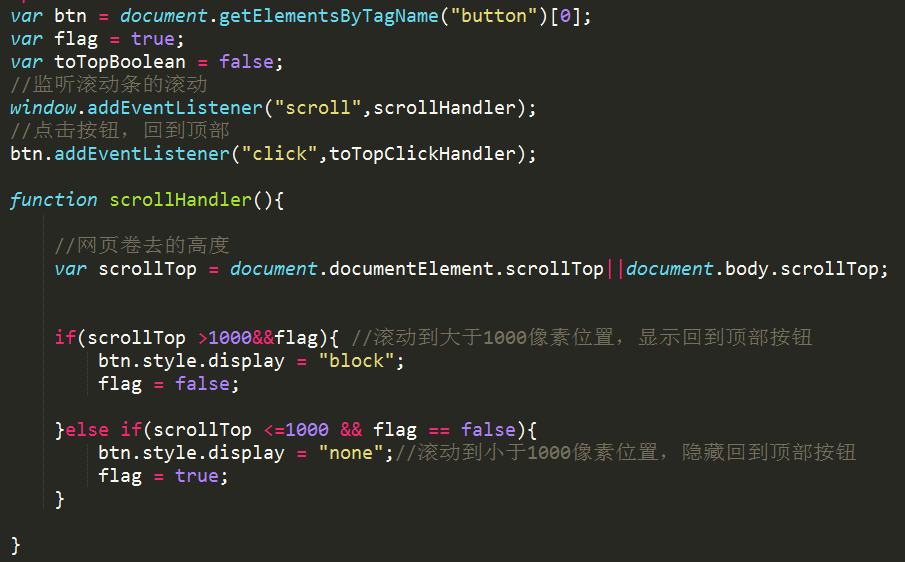 var btn = document.getElementsByTagName("button")[0];
var flag = true;
var toTopBoolean = false;
//监听滚动条的滚动
window.addEventListener("scroll",scrollHandler);
//点击按钮，回到顶部
btn.addEventListener("click",toTopClickHandler);
function scrollHandler(){
//网页卷去的高度
var scrollTop = document.documentElement.scrollTop||document.body.scrollTop;
if(scrollTop >1000&&flag){ //滚动到大于1000像素位置，显示回到顶部按钮
btn.style.display = "block";
flag = false;
}else if(scrollTop <=1000 && flag == false){
btn.style.display = "none";//滚动到小于1000像素位置，隐藏回到顶部按钮
flag = true;
}
}